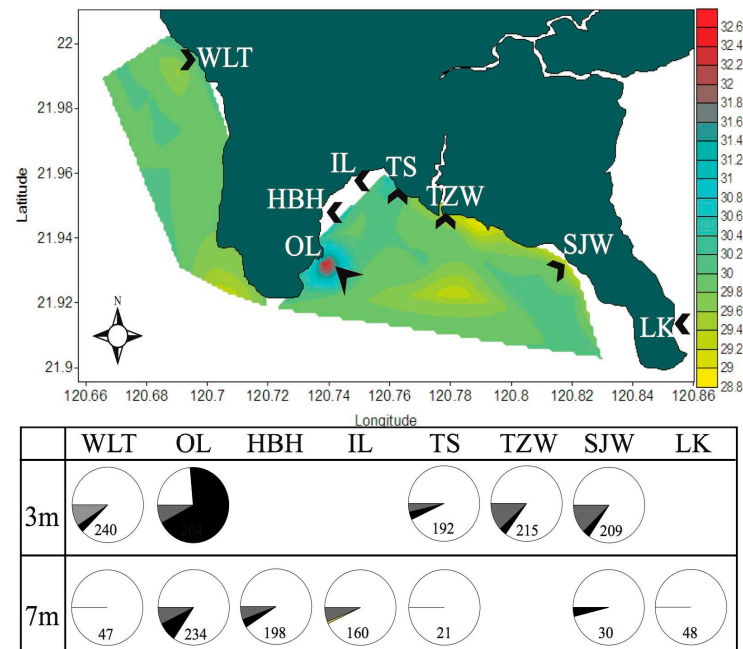 22
21.98
21.96
21.94
21.92
21.9
Latitude
120.66 120.68 120.7 120.72 120.74 120.76 120.78 120.8 120.82 120.84 120.86
Longitude
WLT
IL
TS
HBH
TZW
OL
SJW
LK
N
32.6
32.4
32.2
32
31.8
31.6
31.4
31.2
31
30.8
30.6
30.4
30.2
30
29.8
29.6
29.4
29.2
29
28.8
WLT OL HBH IL TS TZW SJW LK
3m
240 204 192 215 209
7m
47 234 198 160 21 30 48